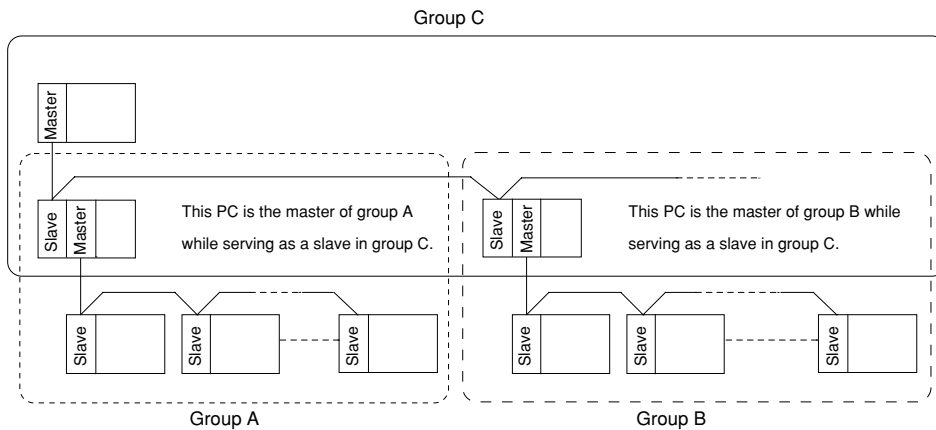 Group C
Master
Slave
Master
This PC is the master of group A
while serving as a slave in group C.
Slave
Master
This PC is the master of group B while
serving as a slave in group C.
Slave
Slave
Slave
Slave
Slave
Slave
Group A
Group B